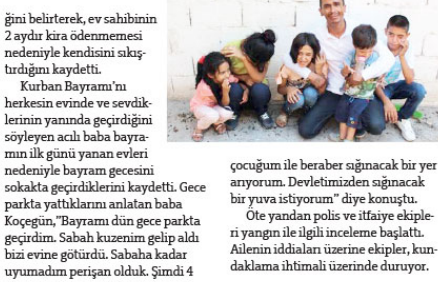 ğini belirterek, ev sahibinin
2 aydır kira ödenmemesi
nedeniyle kendisini sıkış-
tırdığını kaydetti.
Kurban Bayramı'nı
herkesin evinde ve sevdik-
lerinin yanında geçirdiğini
söyleyen acılı baba bayra-
mın ilk günü yanan evleri
nedeniyle bayram gecesini
sokakta geçirdiklerini kaydetti. Gece
parkta yattıklarını anlatan baba
Koçegün,"Bayramı dün gece parkta
geçirdim. Sabah kuzenim gelip aldı
bizi evine götürdü. Sabaha kadar
uyumadım perişan olduk. Şimdi 4
çocuğum ile beraber sığınacak bir yer
arıyorum. Devletimizden sığınacak
bir yuva istiyorum" diye konuştu.
Öte yandan polis ve itfaiye ekiple-
ri yangın ile ilgili inceleme başlattı.
Ailenin iddiaları üzerine ekipler, kun-
daklama ihtimali üzerinde duruyor.